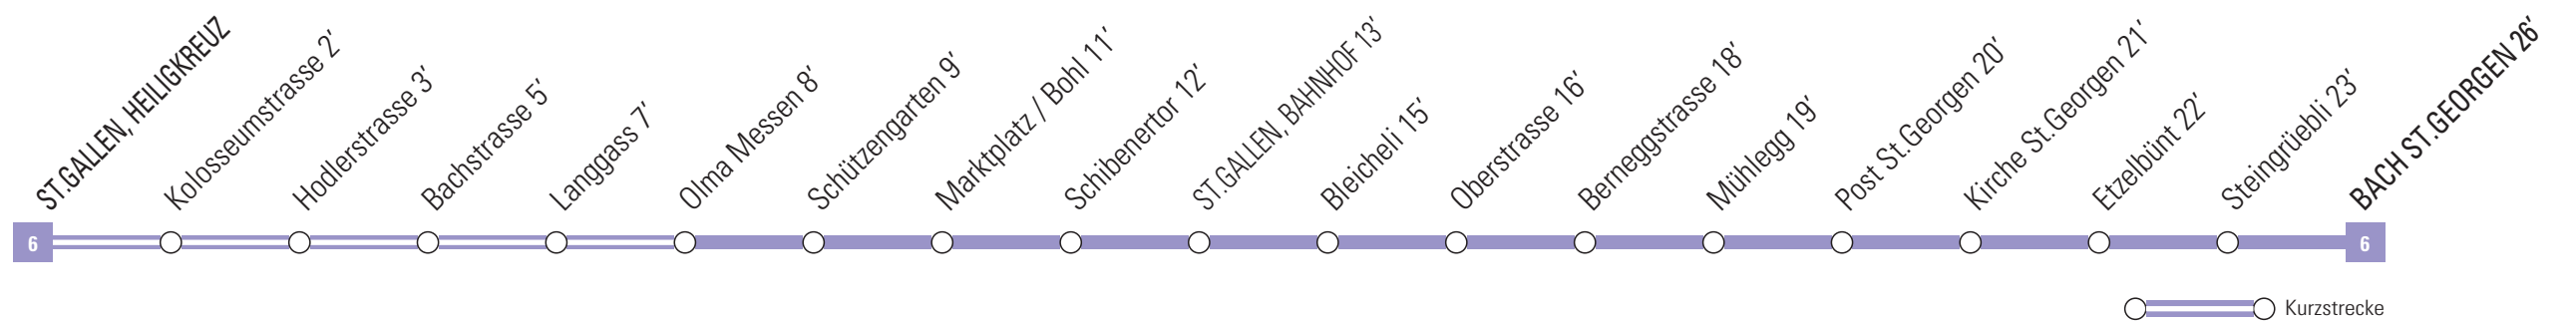 ST.GALLEN, HEILIGKREUZ
Kolosseumstrasse 2'
Hodlerstrasse 3'
Bachstrasse 5'
Langgass 7'
Olma Messen 8'
Schützengarten 9'
Marktplatz / Bohl 11'
Schibenertor 12'
ST.GALLEN, BAHNHOF 13'
Bleicheli 15'
Oberstrasse 16'
Berneggstrasse 18'
Mühlegg 19'
Post St.Georgen 20'
Kirche St.Georgen 21'
Etzelbünt 22'
Steingrüebli 23'
BACH ST.GEORGEN 26'
6
6
Kurzstrecke